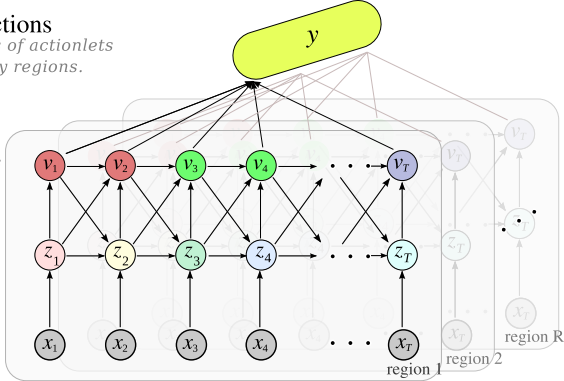 ctions
of actionlets
y regions.
y
v1 v2 v3 v4 . . . vT vT vT
z1 z2 z3 z4 . . . zT zT zT
x1 x2 x3 x4 . . . . xT xT xT
region 1 region 2 region R